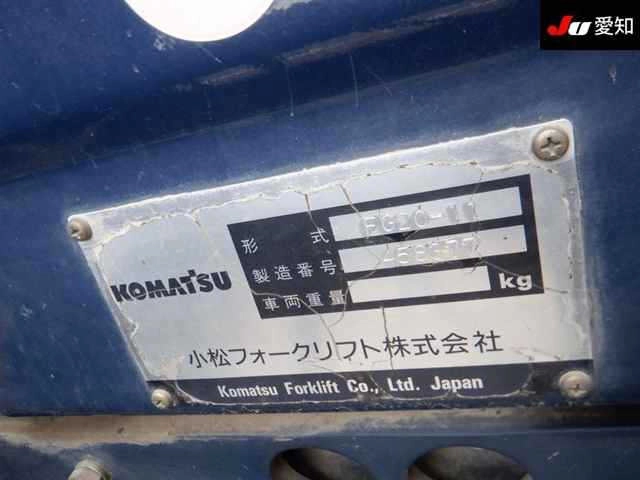 JU 愛知
KOMATSU
形式
製造番号
車両重量 kg
小松フォークリフト株式会社
Komatsu Forklift Co., Ltd. Japan